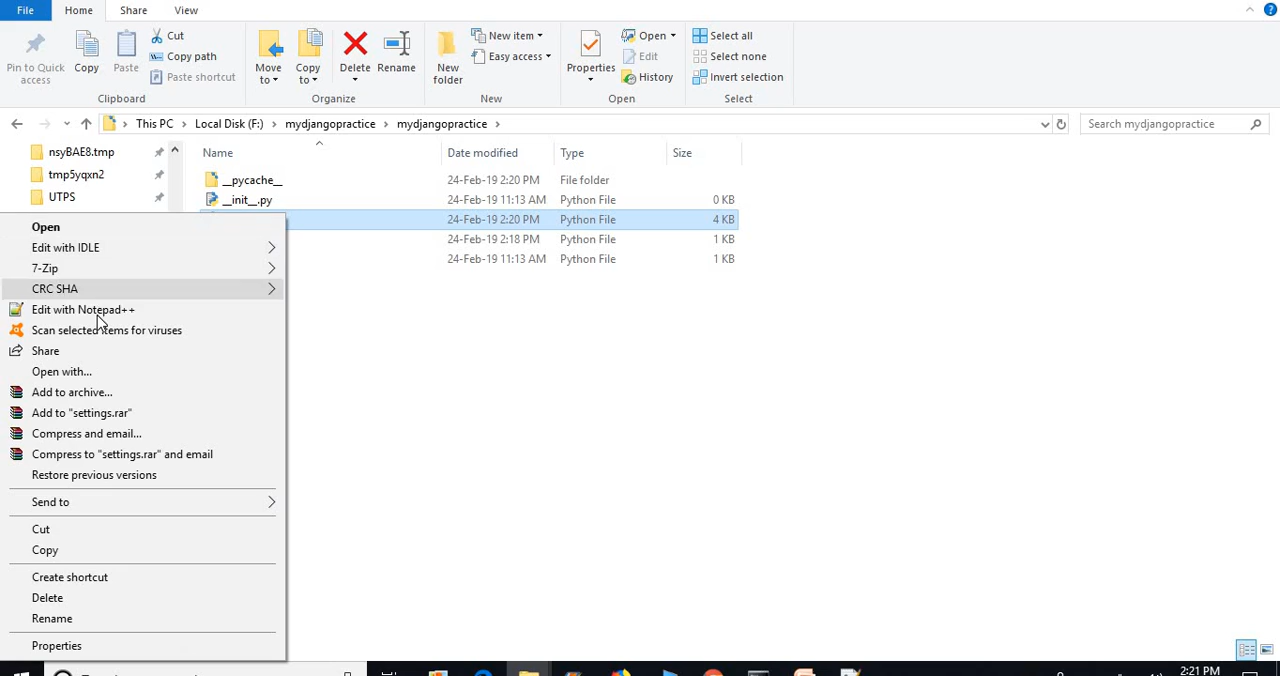 File Home Share View
Pin to Quick access
Copy
Paste
Cut
Copy path
Paste shortcut
Clipboard
Move to
Copy to
Delete
Rename
Organize
New folder
New item
Easy access
New
Properties
Open
Edit
History
Open
Select all
Select none
Invert selection
Select
This PC Local Disk (F:) mydjangopractice mydjangopractice
Search mydjangopractice
nsyBAE8.tmp
tmp5yqxn2
UTPS
Name Date modified Type Size
__pycache__ 24-Feb-19 2:20 PM File folder
__init__.py 24-Feb-19 11:13 AM Python File 0 KB
24-Feb-19 2:20 PM Python File 4 KB
24-Feb-19 2:18 PM Python File 1 KB
24-Feb-19 11:13 AM Python File 1 KB
Open
Edit with IDLE
7-Zip
CRC SHA
Edit with Notepad++
Scan selected items for viruses
Share
Open with...
Add to archive...
Add to "settings.rar"
Compress and email...
Compress to "settings.rar" and email
Restore previous versions
Send to
Cut
Copy
Create shortcut
Delete
Rename
Properties
2:21 PM